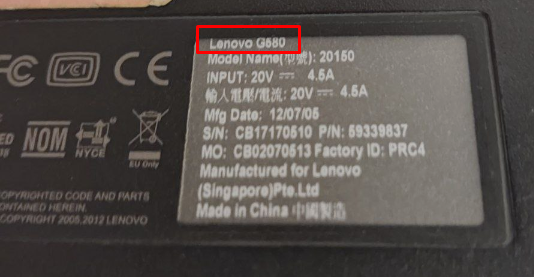 Lenovo G580
Model Name(型號): 20150
INPUT: 20V ⎓ 4.5A
輸入電壓/電流: 20V ⎓ 4.5A
Mfg Date: 12/07/05
S/N: CB17170510 P/N: 59339837
MO: CB02070513 Factory ID: PRC4
Manufactured for Lenovo
(Singapore)Pte.Ltd
Made in China 中國製造
FC VCI CE
NOM NYCE EU Only
COPYRIGHTED CODE AND PARTS
CONTAINED HEREIN.
COPYRIGHT 2005,2012 LENOVO